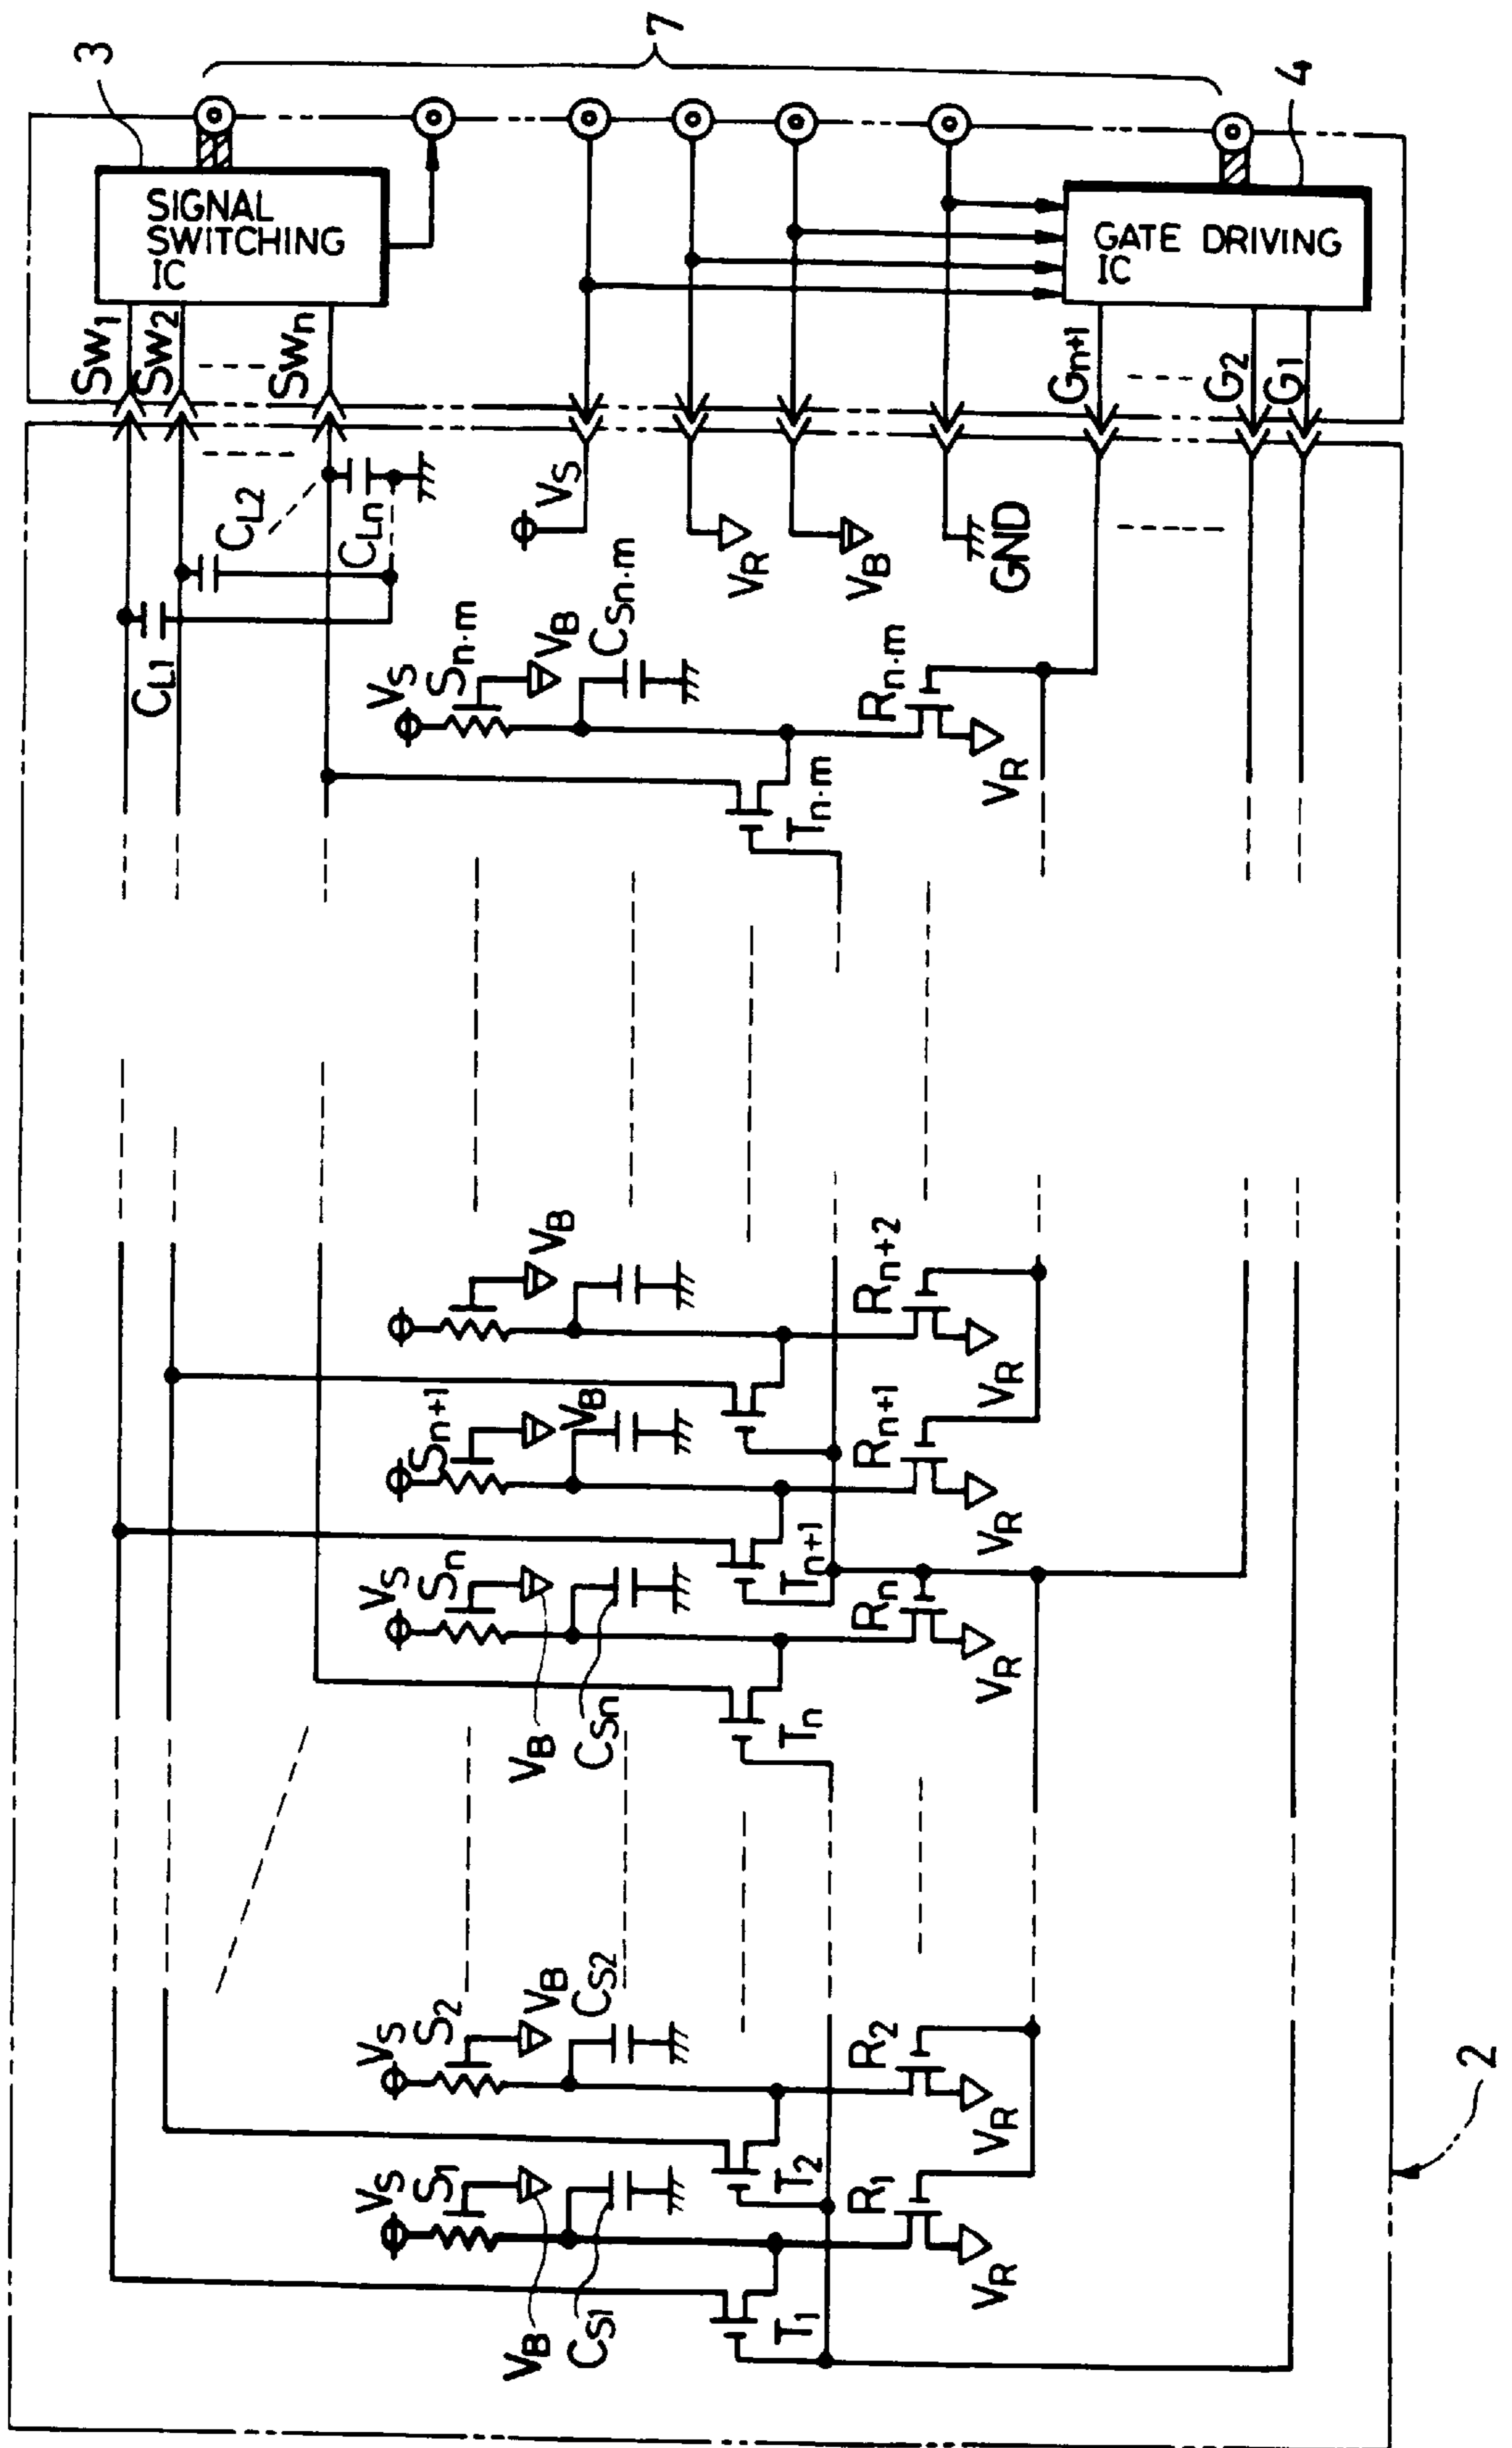 3
7
4
SIGNAL
SWITCHING
IC
GATE DRIVING
IC
SW1
SW2
SWn
Gn+1
G2
G1
CL1
CL2
CLn
VS
VR
VB
GND
VS
Sn·m
VB
CSn·m
Rn·m
VR
Tn·m
VB
Rn+2
VR
Sn+1
VB
Rn+1
VR
Tn+1
VS
Sn
VB
CSn
Rn
VR
Tn
VS
S2
VB
CS2
R2
VR
T2
VS
S1
VB
CS1
R1
VR
T1
2